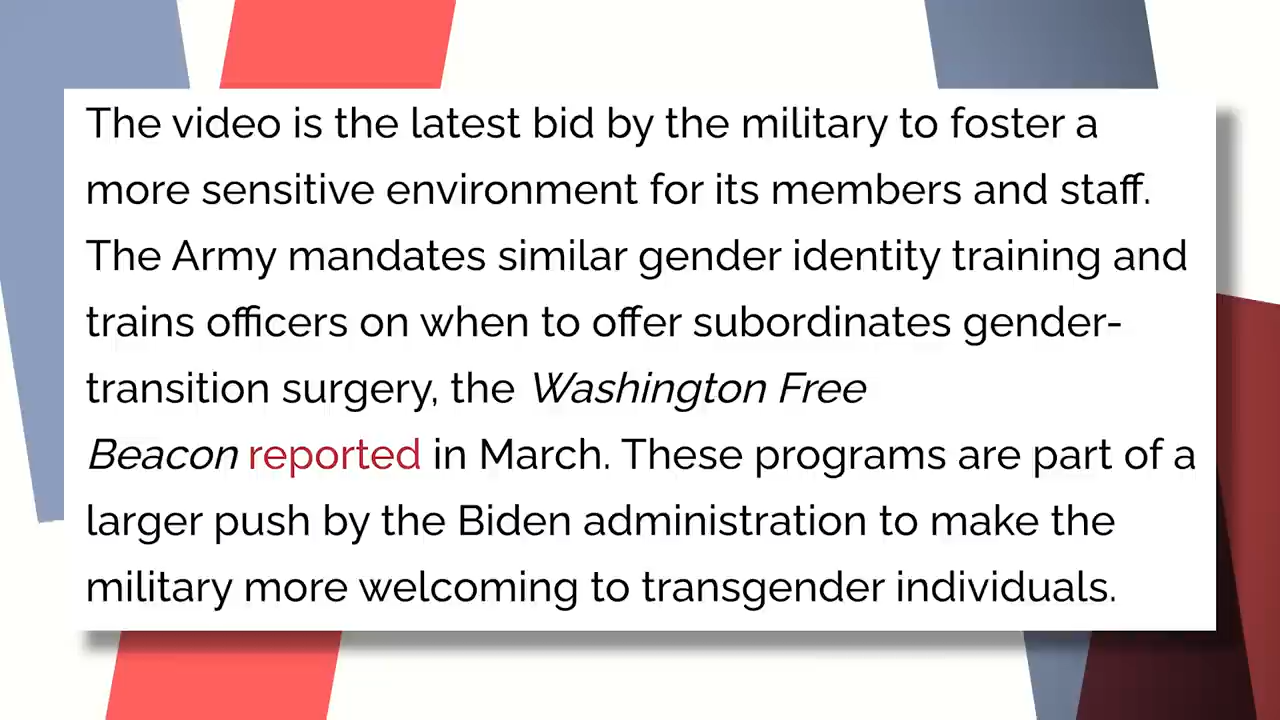 The video is the latest bid by the military to foster a
more sensitive environment for its members and staff.
The Army mandates similar gender identity training and
trains officers on when to offer subordinates gender-
transition surgery, the Washington Free
Beacon reported in March. These programs are part of a
larger push by the Biden administration to make the
military more welcoming to transgender individuals.